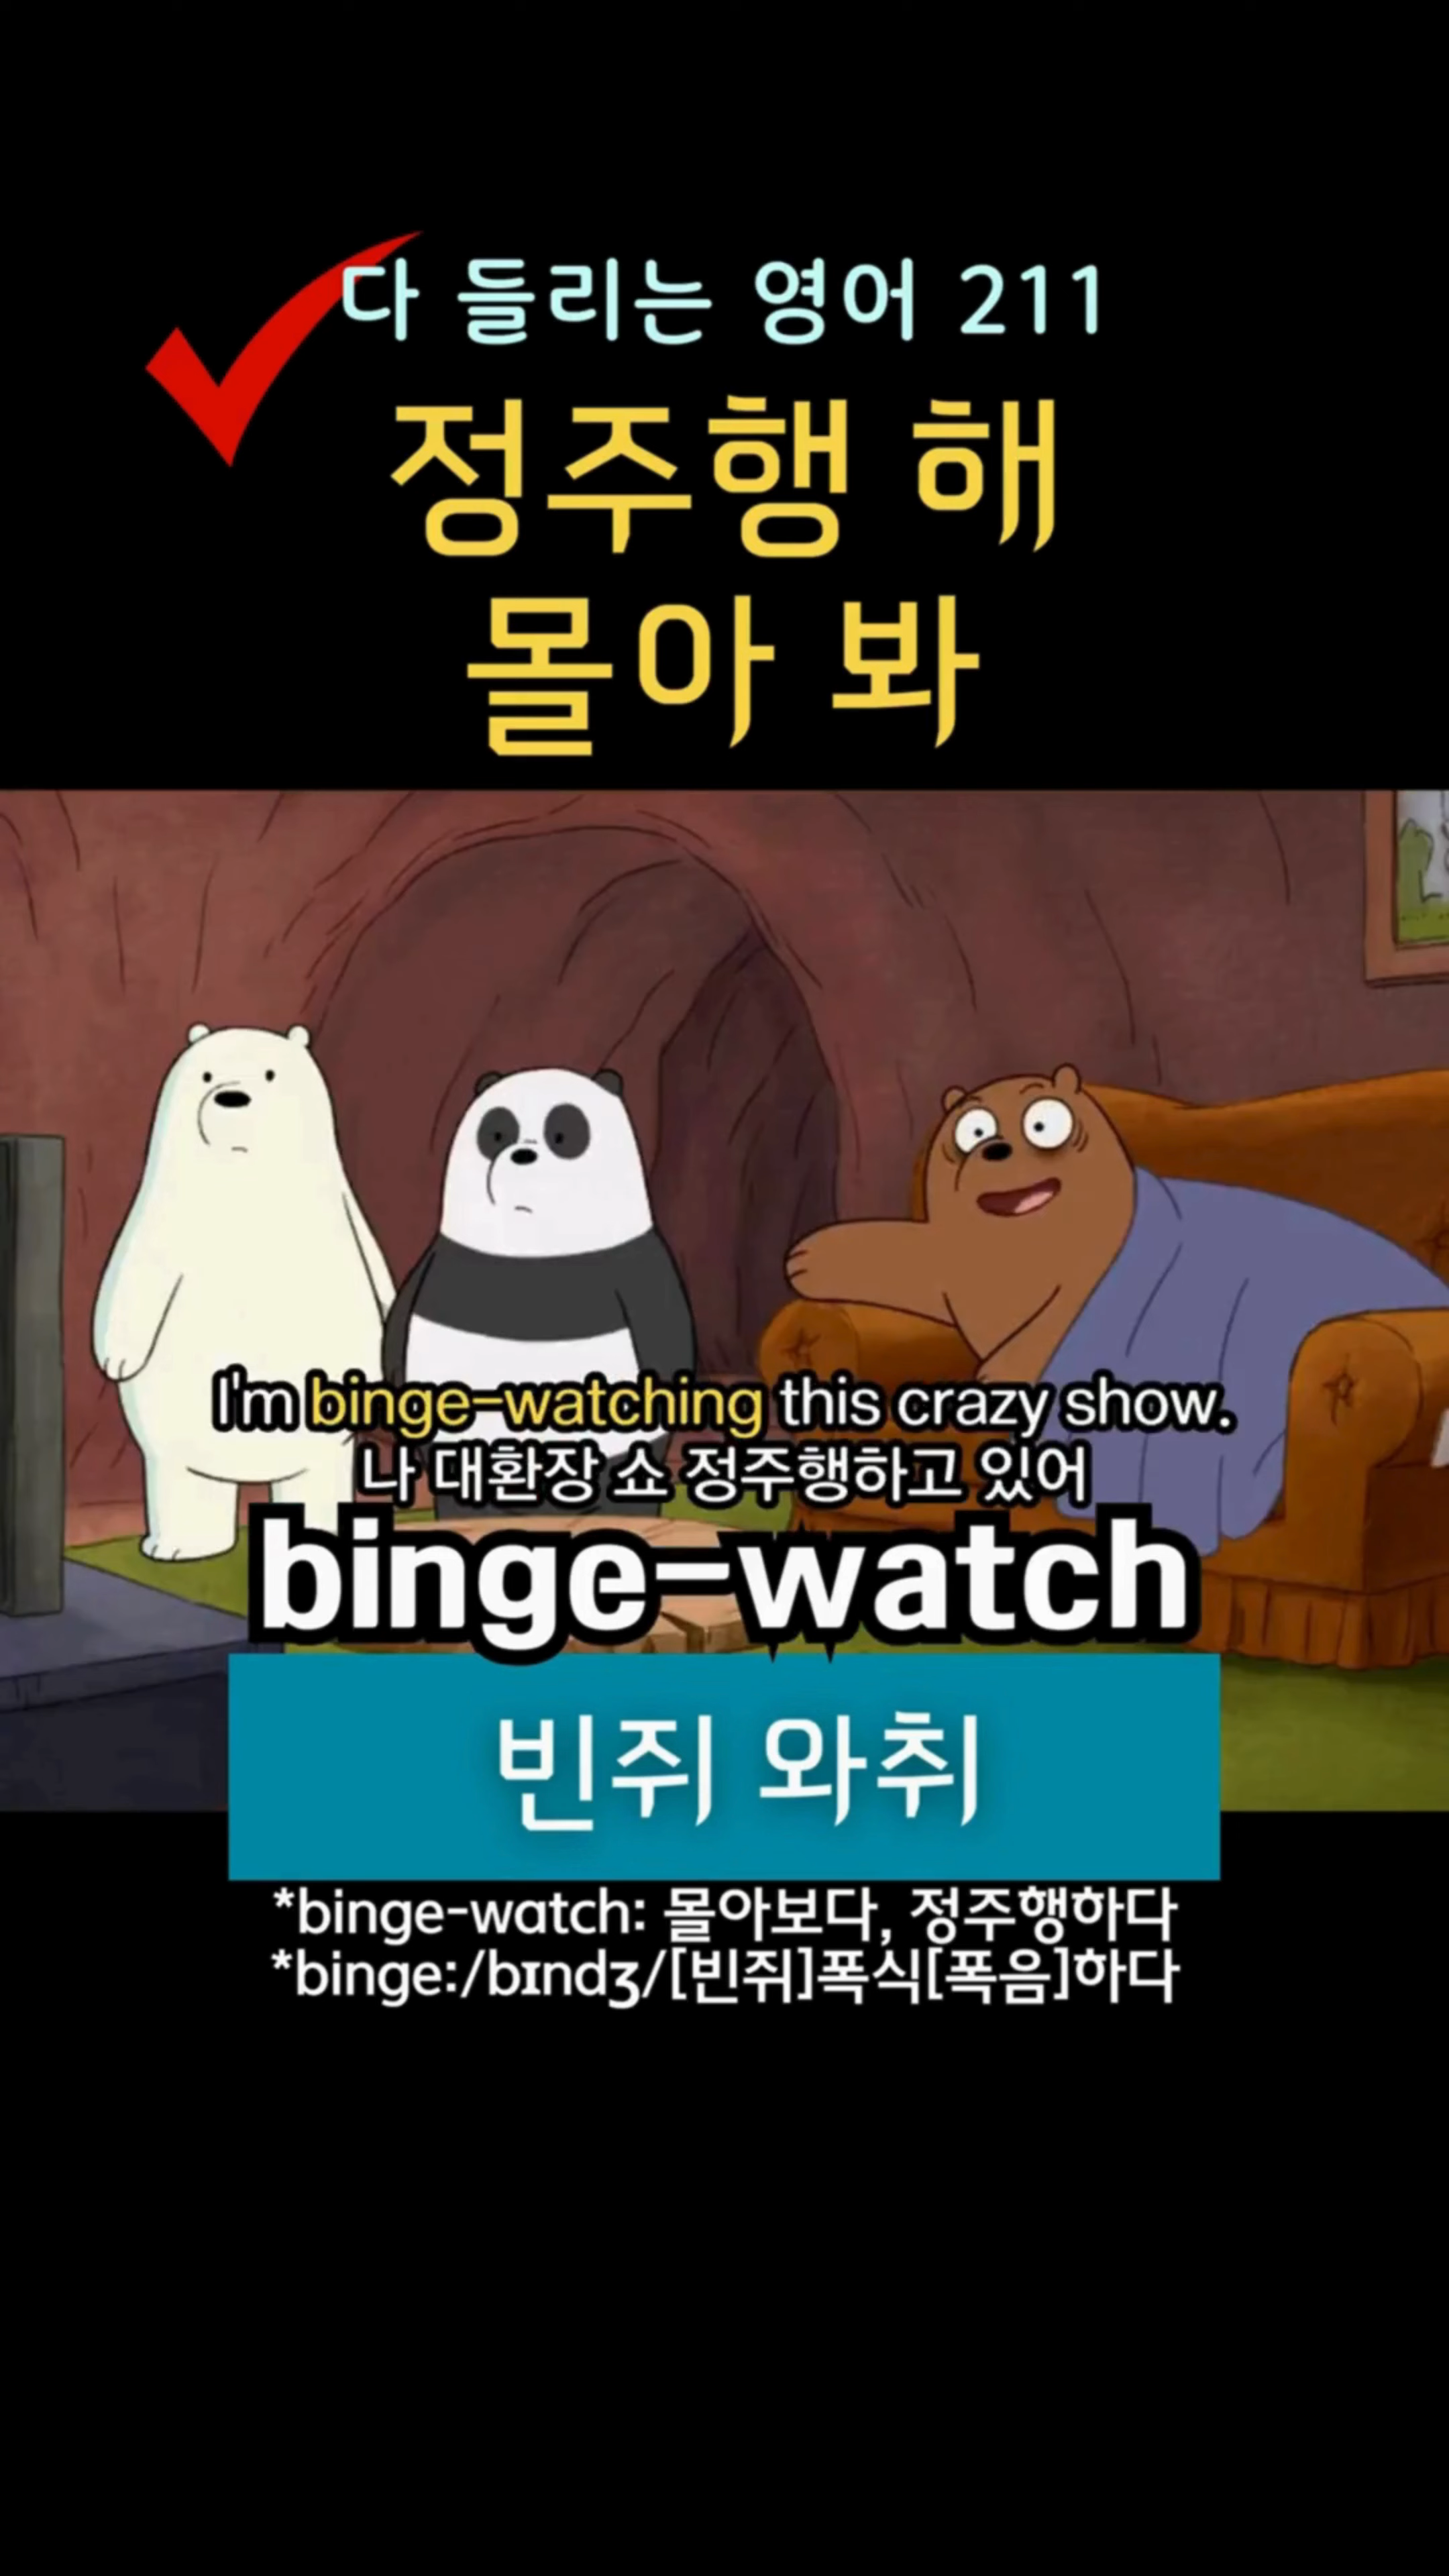 다 들리는 영어 211
정주행 해
몰아 봐
I'm binge-watching this crazy show.
나 대환장 쇼 정주행하고 있어
binge-watch
빈쥐 와취
*binge-watch: 몰아보다, 정주행하다
*binge:/bɪndʒ/[빈쥐]폭식[폭음]하다